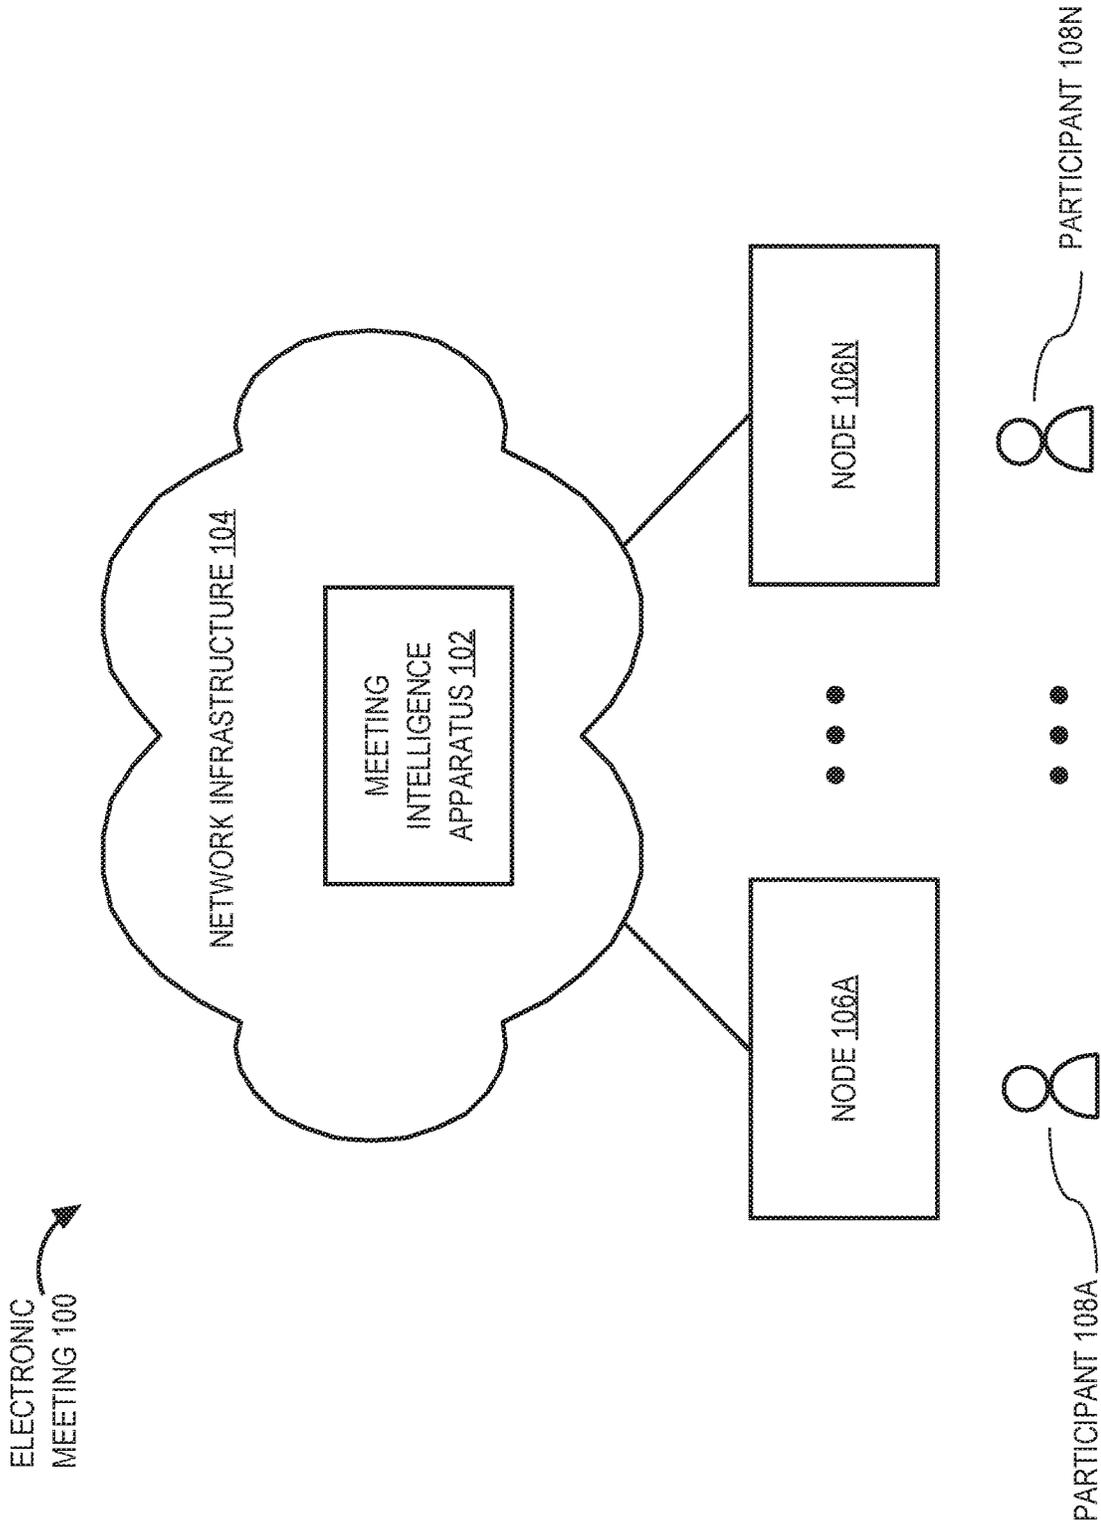 ELECTRONIC
MEETING 100
NETWORK INFRASTRUCTURE 104
MEETING
INTELLIGENCE
APPARATUS 102
NODE 106A
NODE 106N
PARTICIPANT 108A
PARTICIPANT 108N